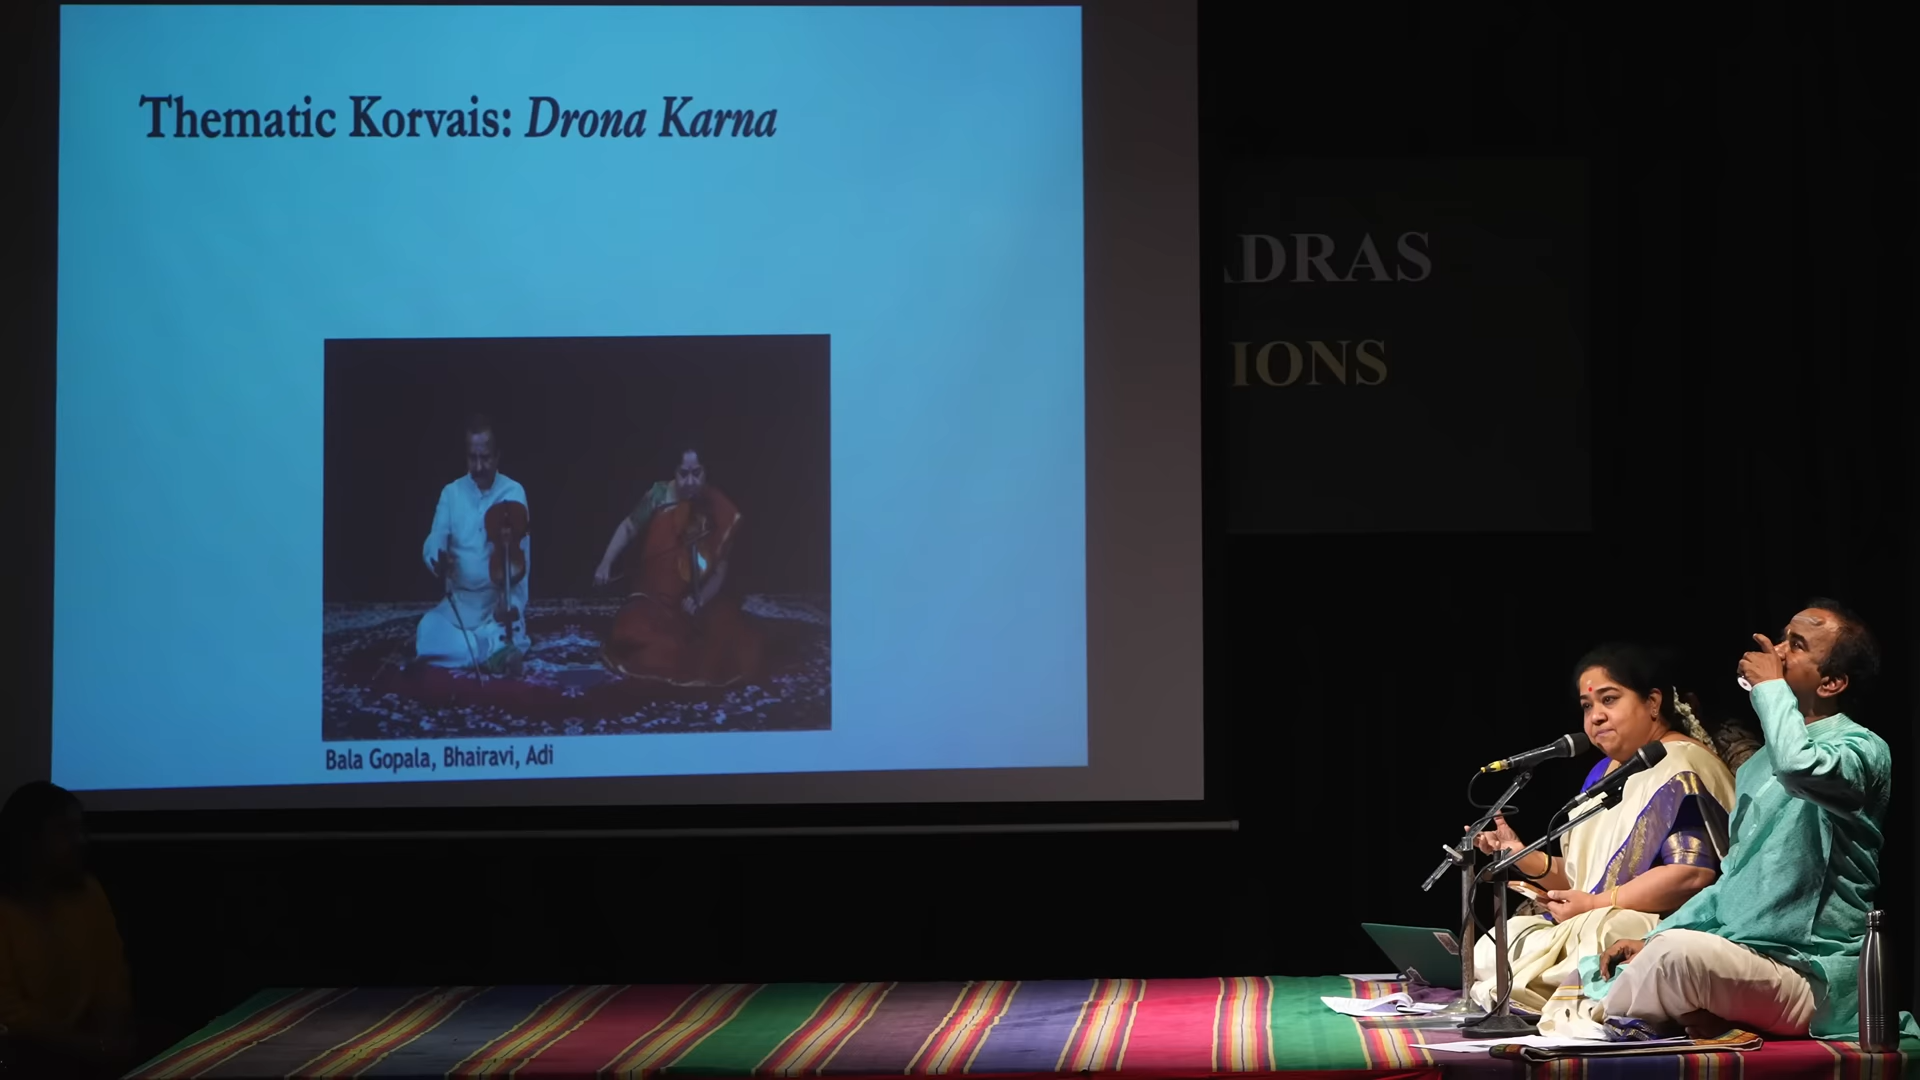 Thematic Korvais: Drona Karna
Bala Gopala, Bhairavi, Adi
ADRAS
IONS